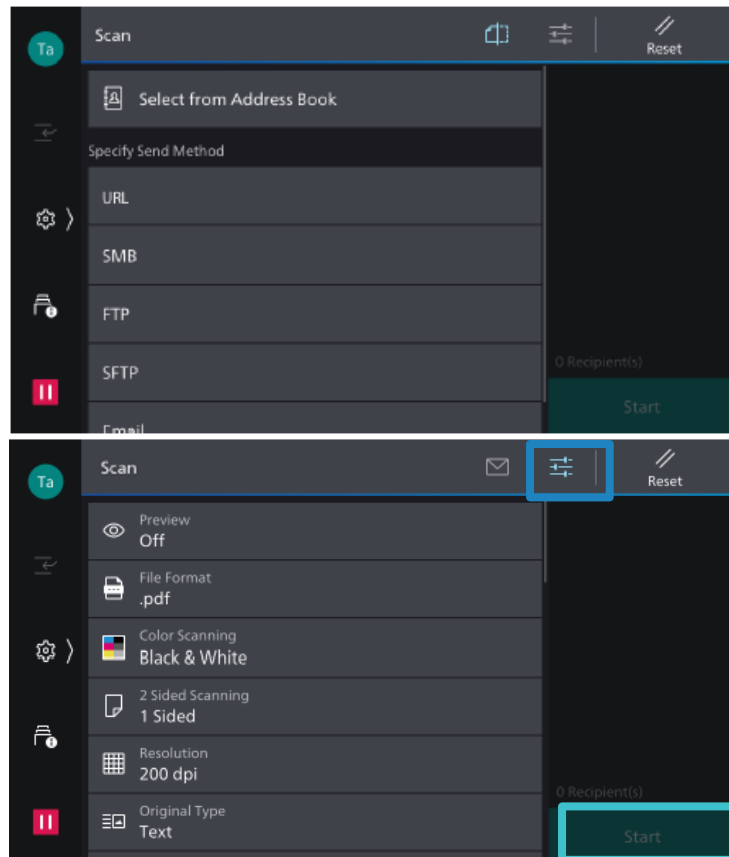 Ta
Scan
Reset
Select from Address Book
Specify Send Method
URL
SMB
FTP
SFTP
0 Recipient(s)
Start
Email
Ta
Scan
Reset
Preview
Off
File Format
.pdf
Color Scanning
Black & White
2 Sided Scanning
1 Sided
Resolution
200 dpi
0 Recipient(s)
Original Type
Text
Start